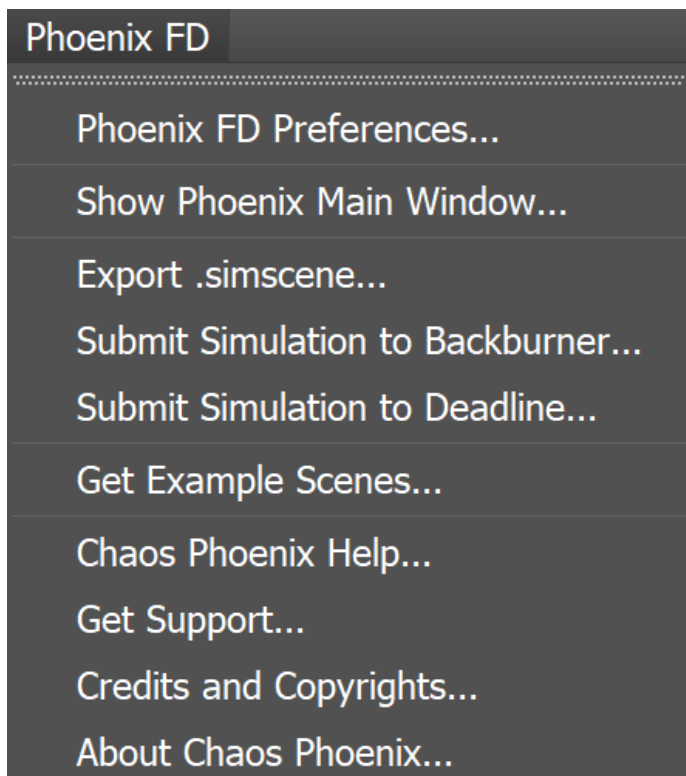 Phoenix FD
Phoenix FD Preferences...
Show Phoenix Main Window...
Export .simscene...
Submit Simulation to Backburner...
Submit Simulation to Deadline...
Get Example Scenes...
Chaos Phoenix Help...
Get Support...
Credits and Copyrights...
About Chaos Phoenix...